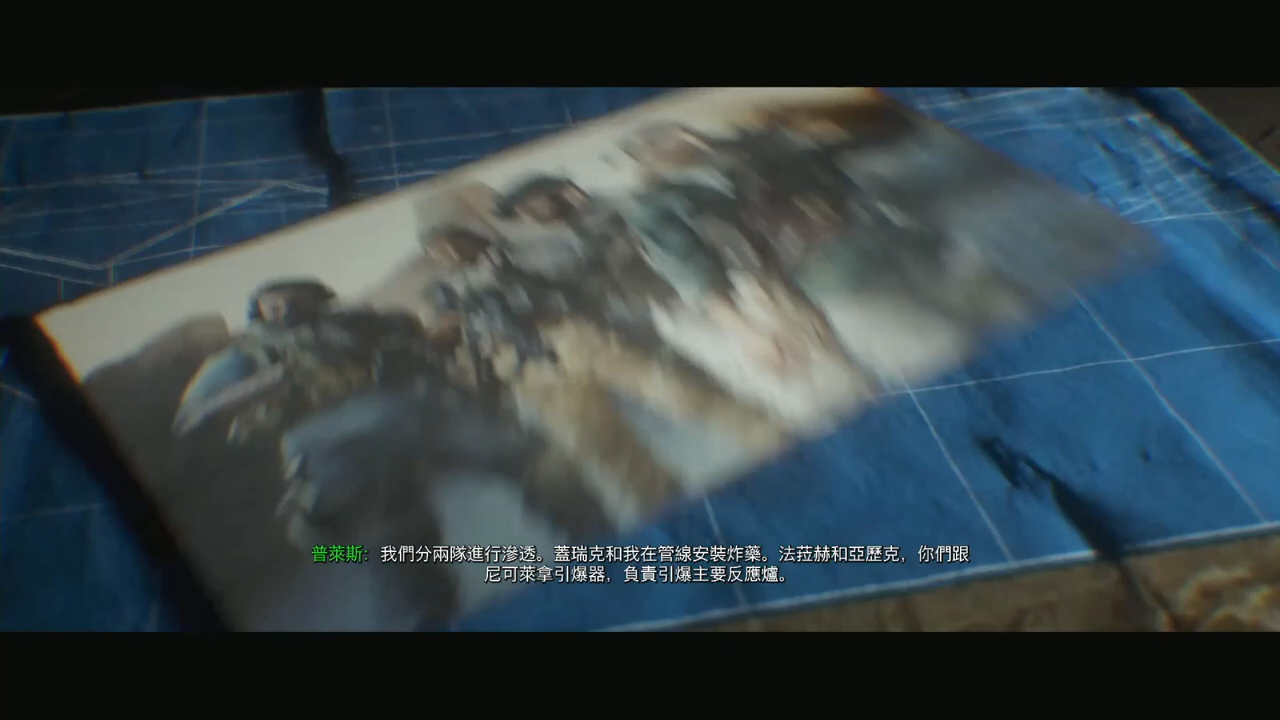 普萊斯：我們分兩隊進行滲透。蓋瑞克和我在管線安裝炸藥。法菈赫和亞歷克，你們跟
尼可萊拿引爆器，負責引爆主要反應爐。